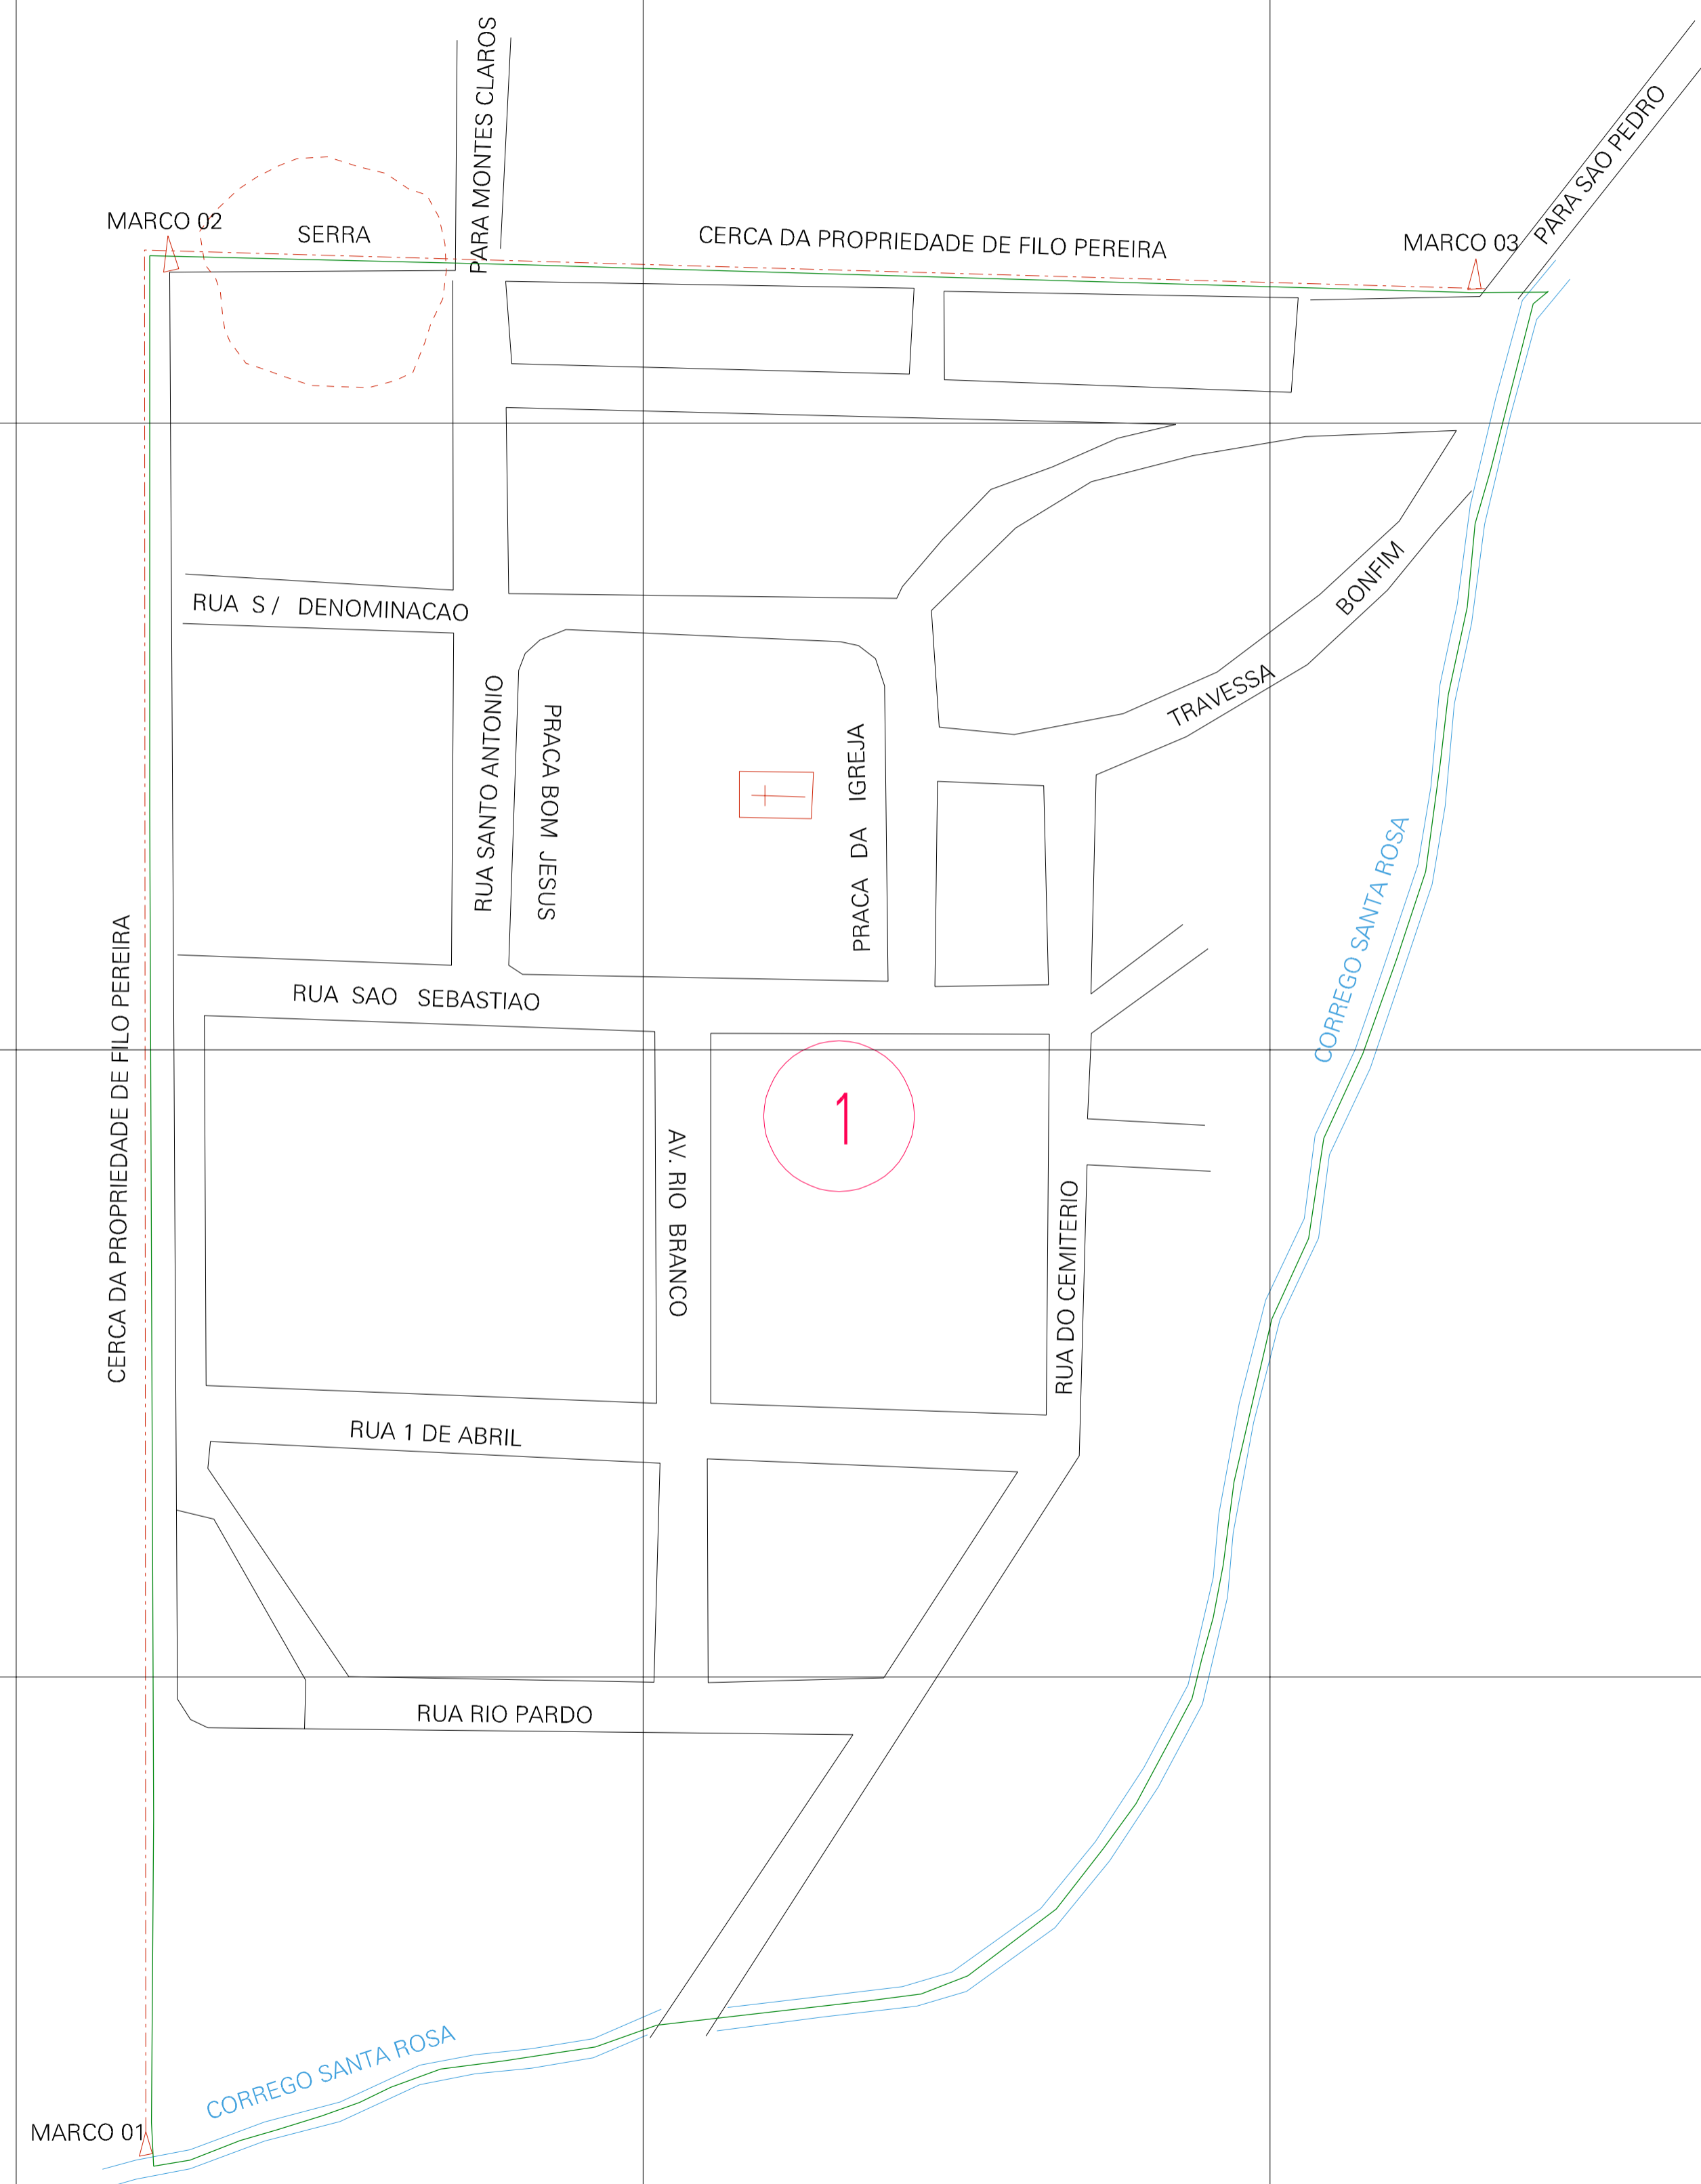 PARA MONTES CLAROS
PARA SAO PEDRO
MARCO 02
SERRA
CERCA DA PROPRIEDADE DE FILO PEREIRA
MARCO 03
BONFIM
RUA S/ DENOMINACAO
TRAVESSA
RUA SANTO ANTONIO
PRACA BOM JESUS
PRACA DA IGREJA
CORREGO SANTA ROSA
CERCA DA PROPRIEDADE DE FILO PEREIRA
RUA SAO SEBASTIAO
1
AV. RIO BRANCO
RUA DO CEMITERIO
RUA 1 DE ABRIL
RUA RIO PARDO
CORREGO SANTA ROSA
MARCO 01